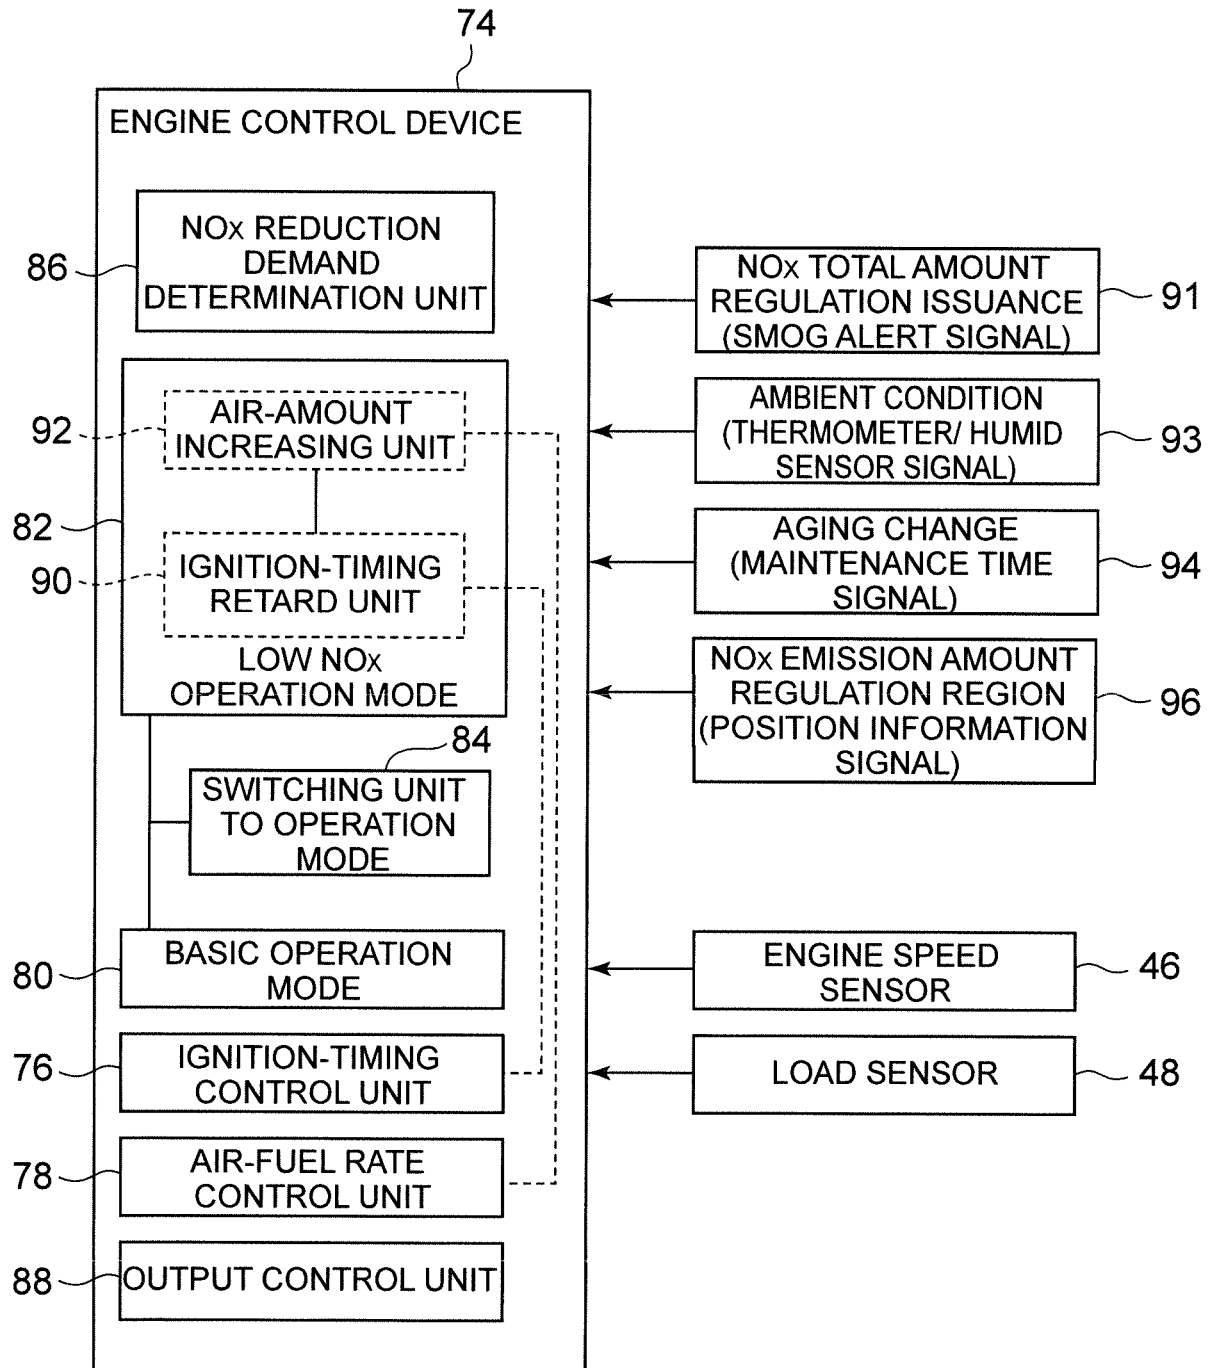 74
ENGINE CONTROL DEVICE
NOx REDUCTION
DEMAND
DETERMINATION UNIT
86
AIR-AMOUNT
INCREASING UNIT
92
82
IGNITION-TIMING
RETARD UNIT
90
LOW NOx
OPERATION MODE
84
SWITCHING UNIT
TO OPERATION
MODE
BASIC OPERATION
MODE
80
IGNITION-TIMING
CONTROL UNIT
76
AIR-FUEL RATE
CONTROL UNIT
78
OUTPUT CONTROL UNIT
88
NOx TOTAL AMOUNT
REGULATION ISSUANCE
(SMOG ALERT SIGNAL)
91
AMBIENT CONDITION
(THERMOMETER/ HUMID
SENSOR SIGNAL)
93
AGING CHANGE
(MAINTENANCE TIME
SIGNAL)
94
NOx EMISSION AMOUNT
REGULATION REGION
(POSITION INFORMATION
SIGNAL)
96
ENGINE SPEED
SENSOR
46
LOAD SENSOR
48